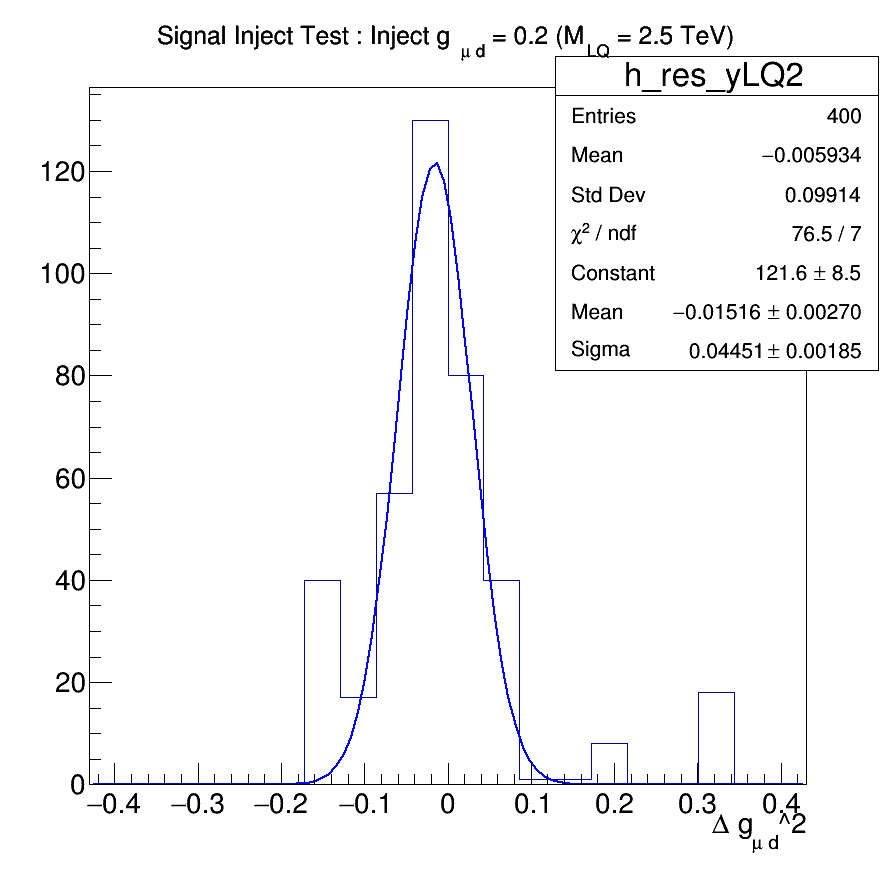 Signal Inject Test : Inject g μ d = 0.2 (M LQ = 2.5 TeV)
h_res_yLQ2
Entries 400
Mean −0.005934
Std Dev 0.09914
χ² / ndf 76.5 / 7
Constant 121.6 ± 8.5
Mean −0.01516 ± 0.00270
Sigma 0.04451 ± 0.00185
120
100
80
60
40
20
0
−0.4 −0.3 −0.2 −0.1 0 0.1 0.2 0.3 0.4
Δ g μ d ^2